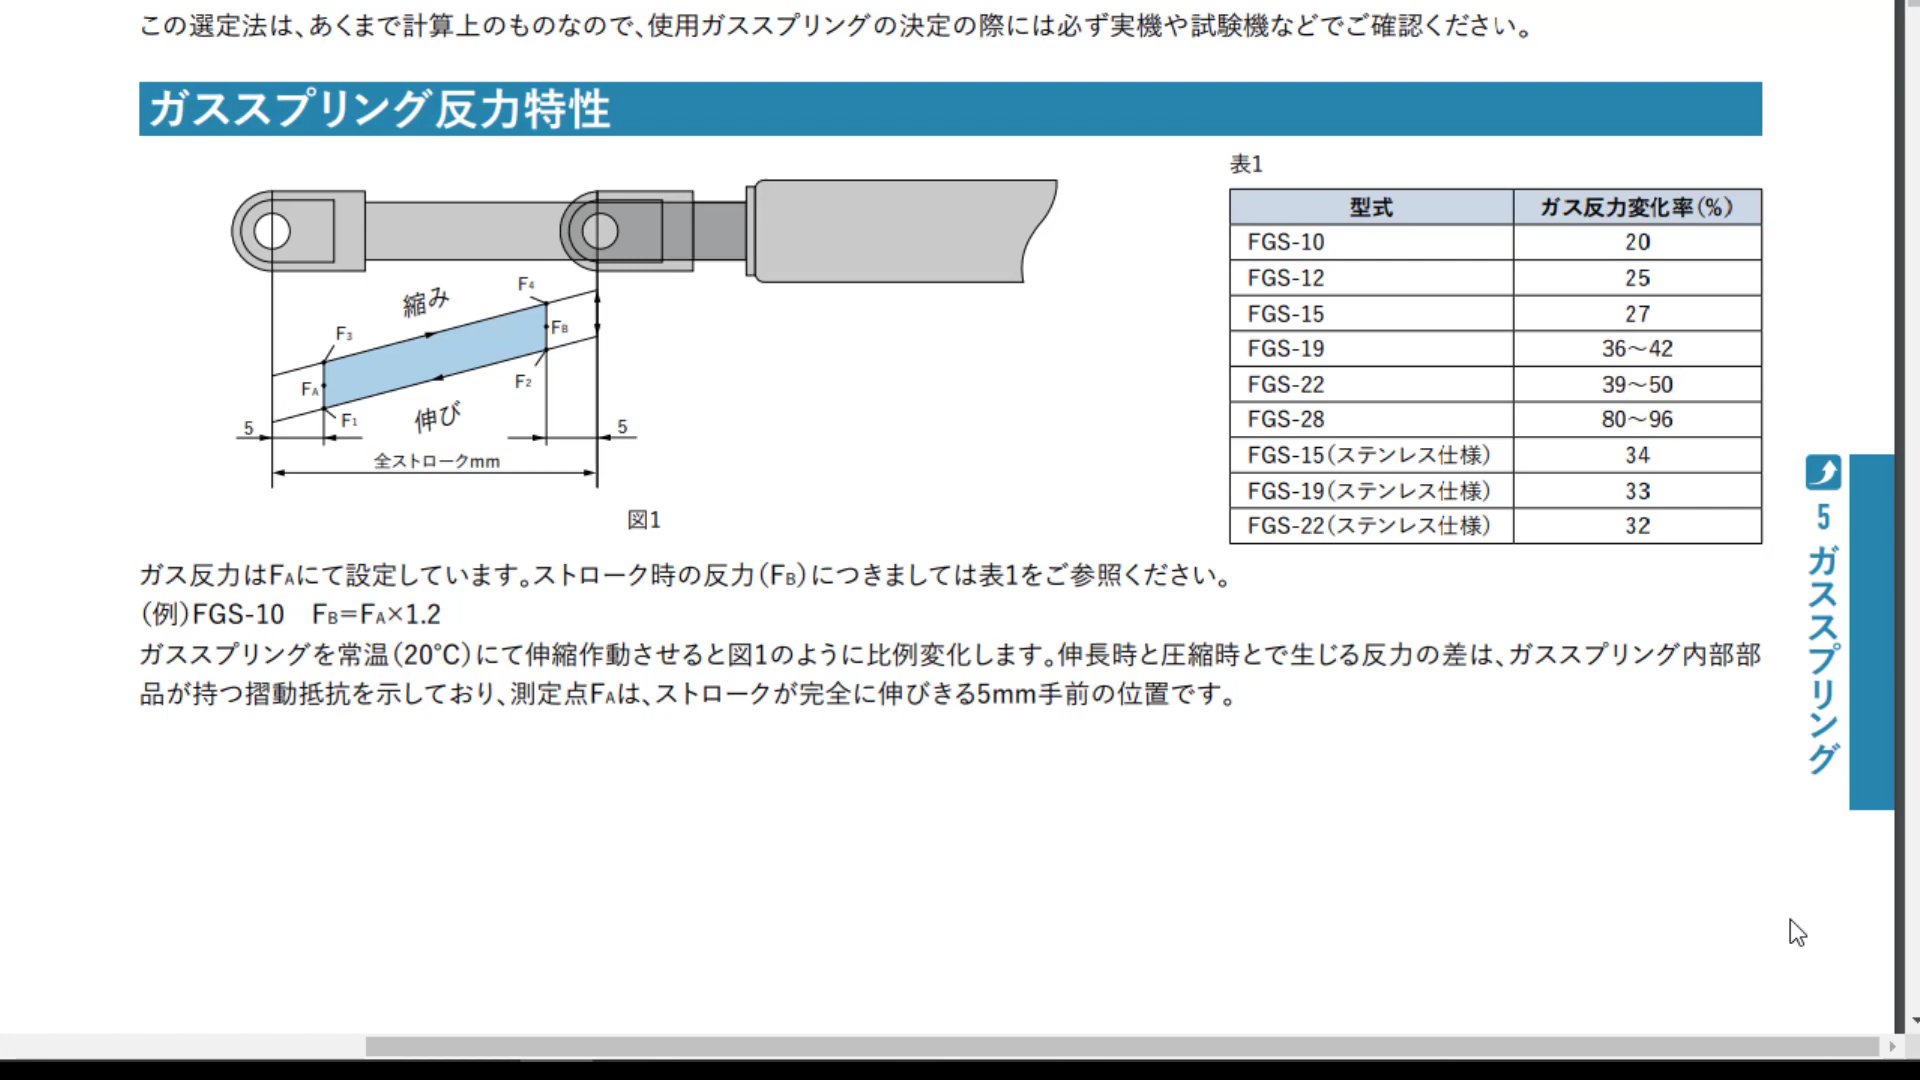 この選定法は、あくまで計算上のものなので、使用ガススプリングの決定の際には必ず実機や試験機などでご確認ください。
ガススプリング反力特性
縮み
F4
FB
F3
FA
F2
F1
伸び
5
5
全ストロークmm
図1
表1
型式 ガス反力変化率(%)
FGS-10 20
FGS-12 25
FGS-15 27
FGS-19 36〜42
FGS-22 39〜50
FGS-28 80〜96
FGS-15(ステンレス仕様) 34
FGS-19(ステンレス仕様) 33
FGS-22(ステンレス仕様) 32
ガス反力はFAにて設定しています。ストローク時の反力(FB)につきましては表1をご参照ください。
(例)FGS-10 FB=FA×1.2
ガススプリングを常温(20℃)にて伸縮作動させると図1のように比例変化します。伸長時と圧縮時とで生じる反力の差は、ガススプリング内部部
品が持つ摺動抵抗を示しており、測定点FAは、ストロークが完全に伸びきる5mm手前の位置です。
5 ガススプリング